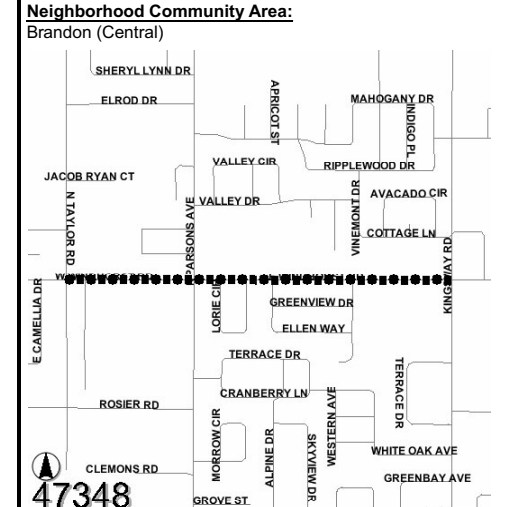 Neighborhood Community Area:
Brandon (Central)
SHERYL LYNN DR
ELROD DR
APRICOT ST
MAHOGANY DR
INDIGO PL
VALLEY CIR
RIPPLEWOOD DR
JACOB RYAN CT
N TAYLOR RD
PARSONS AVE
VALLEY DR
VINEMONT DR
AVACADO CIR
COTTAGE LN
KINGSWAY RD
E CAMELLIA DR
LORIE CIR
GREENVIEW DR
ELLEN WAY
TERRACE DR
CRANBERRY LN
WESTERN AVE
TERRACE DR
ROSIER RD
MORROW CIR
ALPINE DR
SKYVIEW DR
WHITE OAK AVE
CLEMONS RD
GREENBAY AVE
47348
GROVE ST